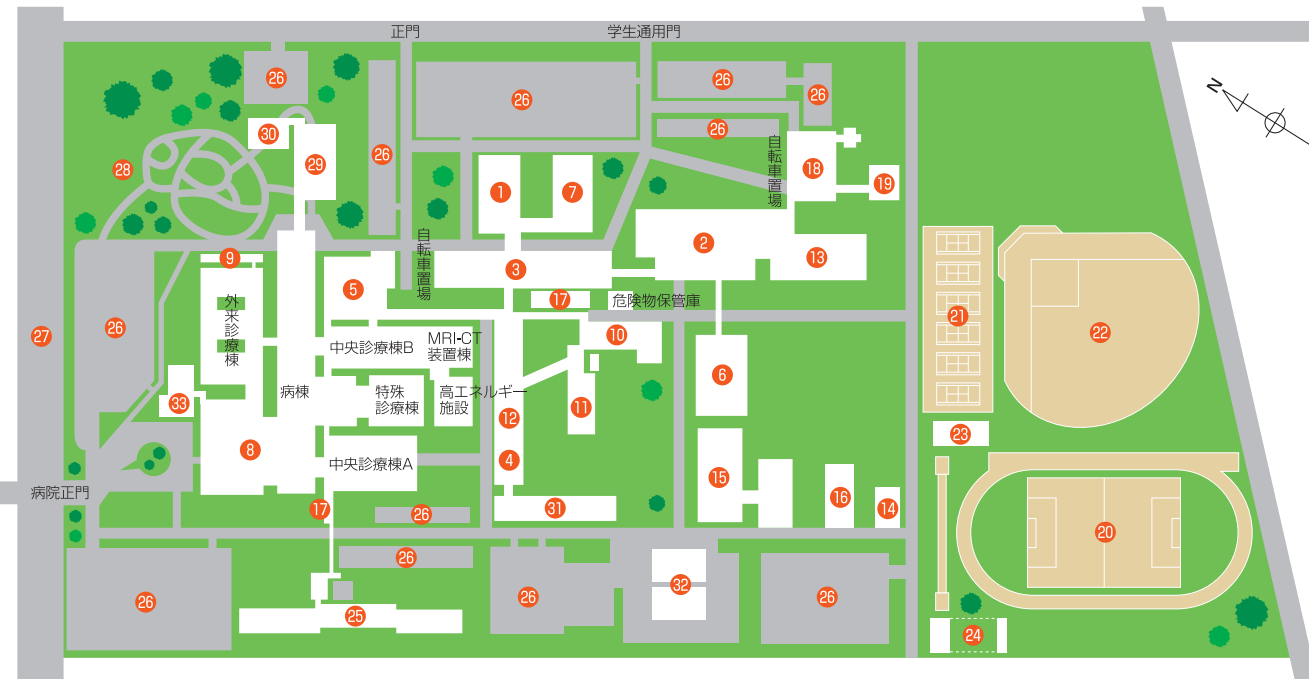 正門
学生通用門
N
26
26
26
26
26
26
30
29
28
1
7
18
19
自転車置場
自転車置場
2
13
3
9
5
17
危険物保管庫
10
21
22
27
26
外来診療棟
中央診療棟B
MRI-CT
装置棟
病棟
特殊
診療棟
高エネルギー
施設
6
33
12
11
8
中央診療棟A
4
23
15
16
14
20
病院正門
17
26
31
26
26
25
26
32
26
24